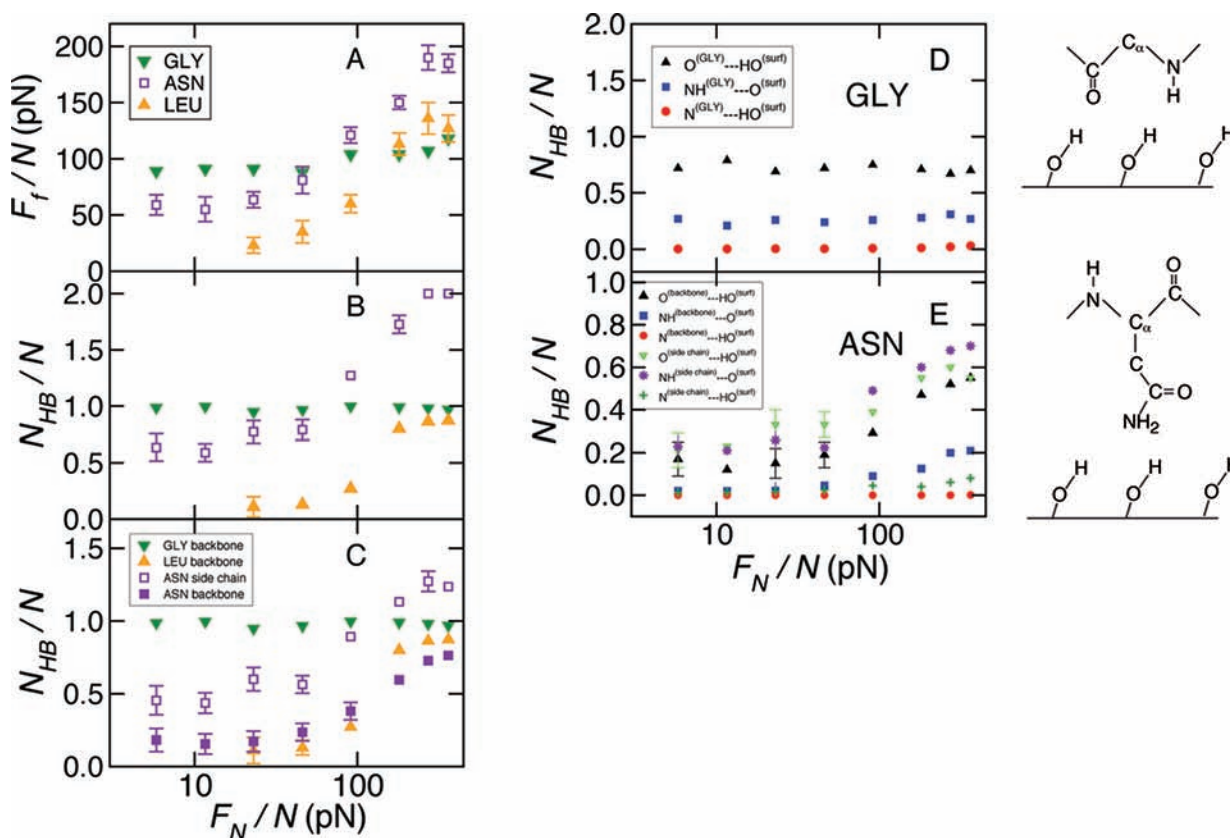 A
GLY
ASN
LEU
F_f / N (pN)
200
150
100
50
0
B
N_HB / N
2.0
1.5
1.0
0.5
0.0
C
GLY backbone
LEU backbone
ASN side chain
ASN backbone
N_HB / N
1.5
1.0
0.5
0.0
10 100
F_N / N (pN)
D
GLY
O(GLY)---HO(surf)
NH(GLY)---O(surf)
N(GLY)---HO(surf)
N_HB / N
2.0
1.5
1.0
0.5
0.0
E
ASN
O(backbone)---HO(surf)
NH(backbone)---O(surf)
N(backbone)---HO(surf)
O(side chain)---HO(surf)
NH(side chain)---O(surf)
N(side chain)---HO(surf)
N_HB / N
1.0
0.8
0.6
0.4
0.2
0.0
10 100
F_N / N (pN)
Cα
C N
O H
H H H
O O O
H O
N C
Cα
C
C=O
NH2
H H H
O O O